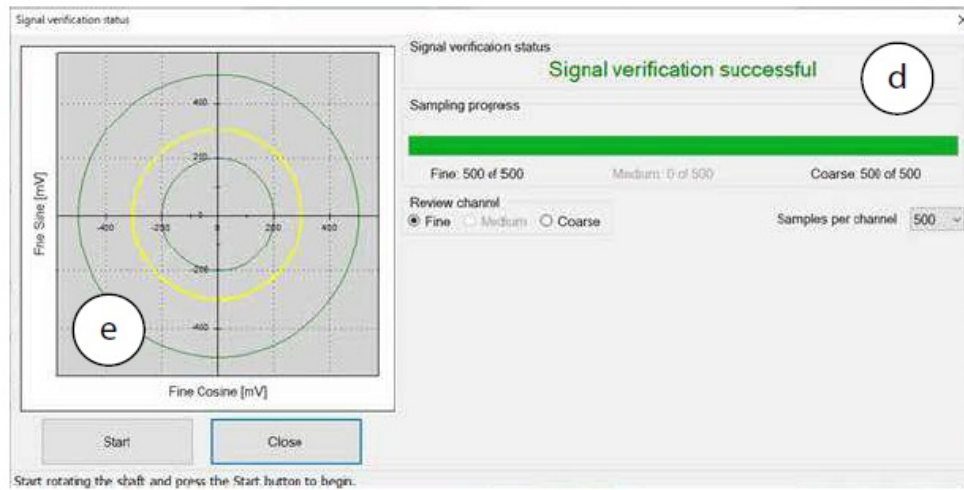 Signal verification status
Signal verificaion status
Signal verification successful
d
Sampling progress
Fine: 500 of 500 Medium: 0 of 500 Coarse: 500 of 500
Review channel
Fine Medium Coarse
Samples per channel 500
Fine Sine [mV]
400
200
-400 -200 0 200 400
-200
-400
e
Fine Cosine [mV]
Start Close
Start rotating the shaft and press the Start button to begin.